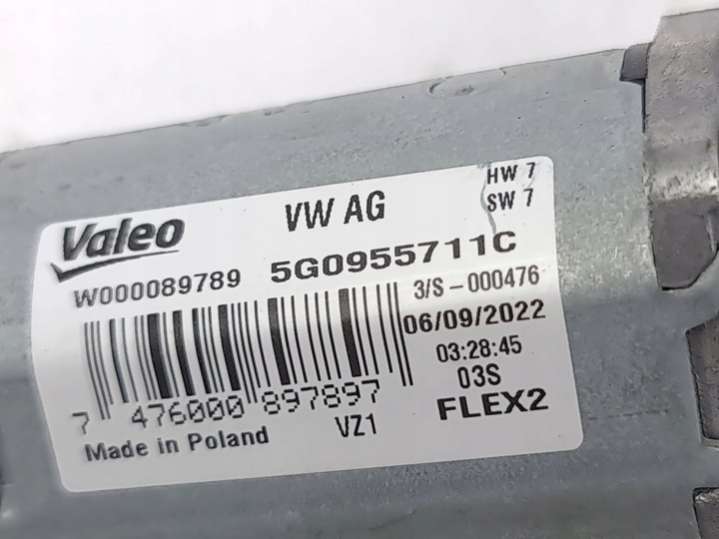 Valeo
VW AG
HW 7
SW 7
W000089789
5G0955711C
3/S-000476
06/09/2022
03:28:45
03S
FLEX2
7 476000 897897
VZ1
Made in Poland